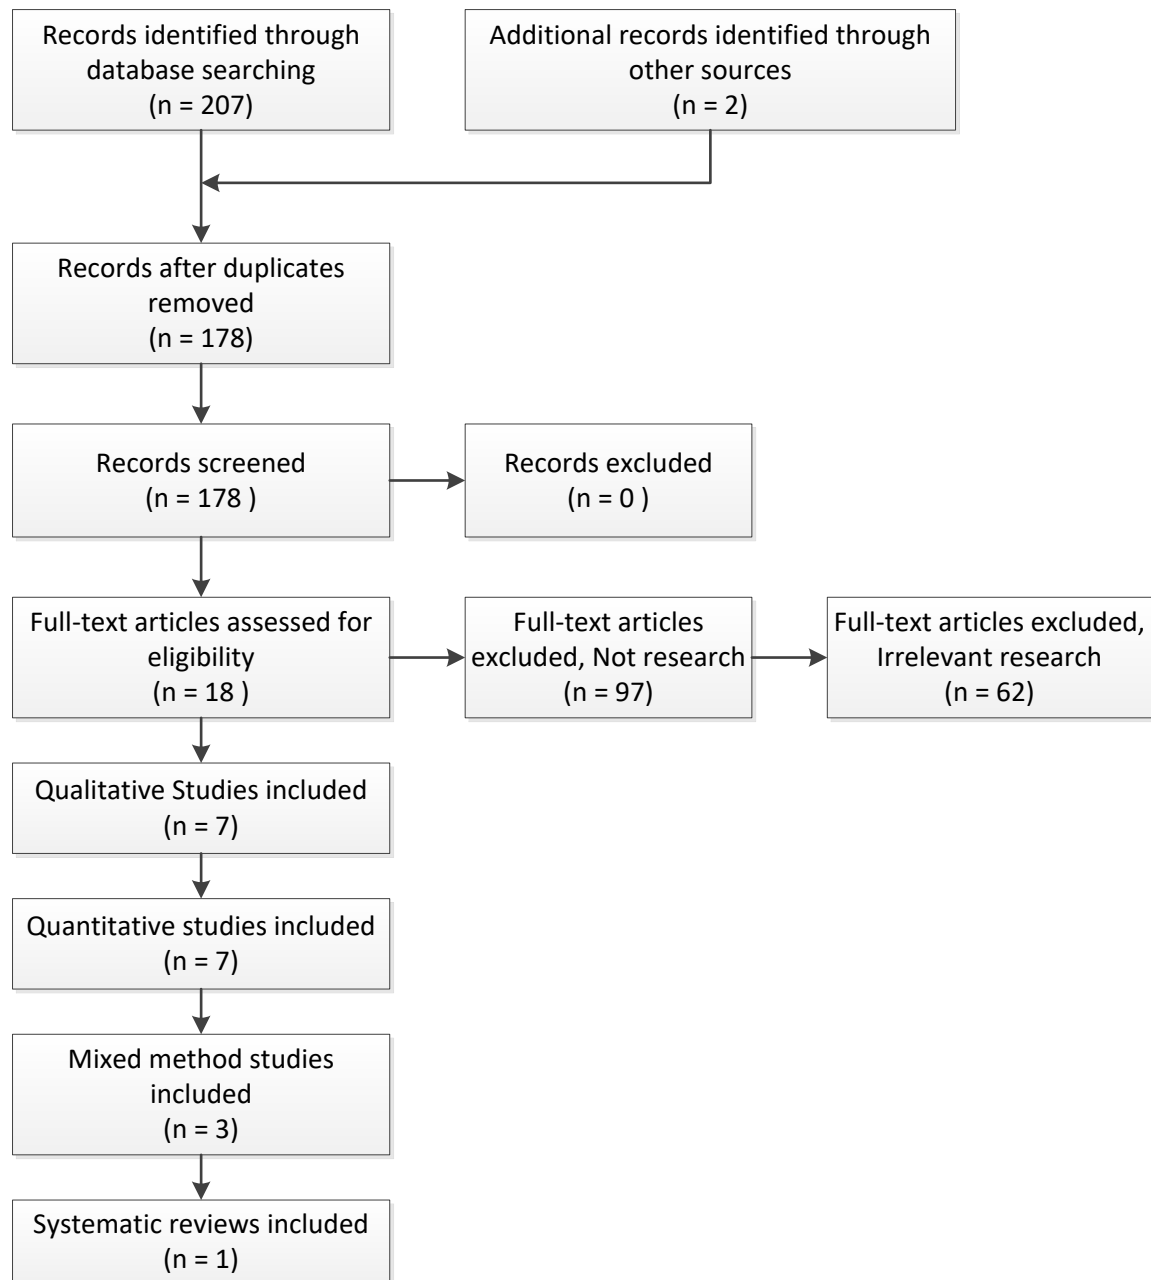 Records identified through
database searching
(n = 207)
Additional records identified through
other sources
(n = 2)
Records after duplicates
removed
(n = 178)
Records screened
(n = 178 )
Records excluded
(n = 0 )
Full-text articles assessed for
eligibility
(n = 18 )
Full-text articles
excluded, Not research
(n = 97)
Full-text articles excluded,
Irrelevant research
(n = 62)
Qualitative Studies included
(n = 7)
Quantitative studies included
(n = 7)
Mixed method studies
included
(n = 3)
Systematic reviews included
(n = 1)